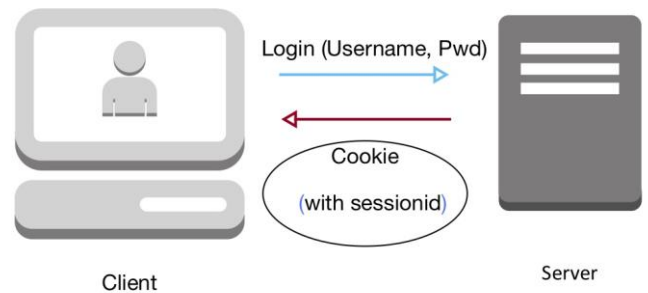 Login (Username, Pwd)
Cookie
(with sessionid)
Client
Server